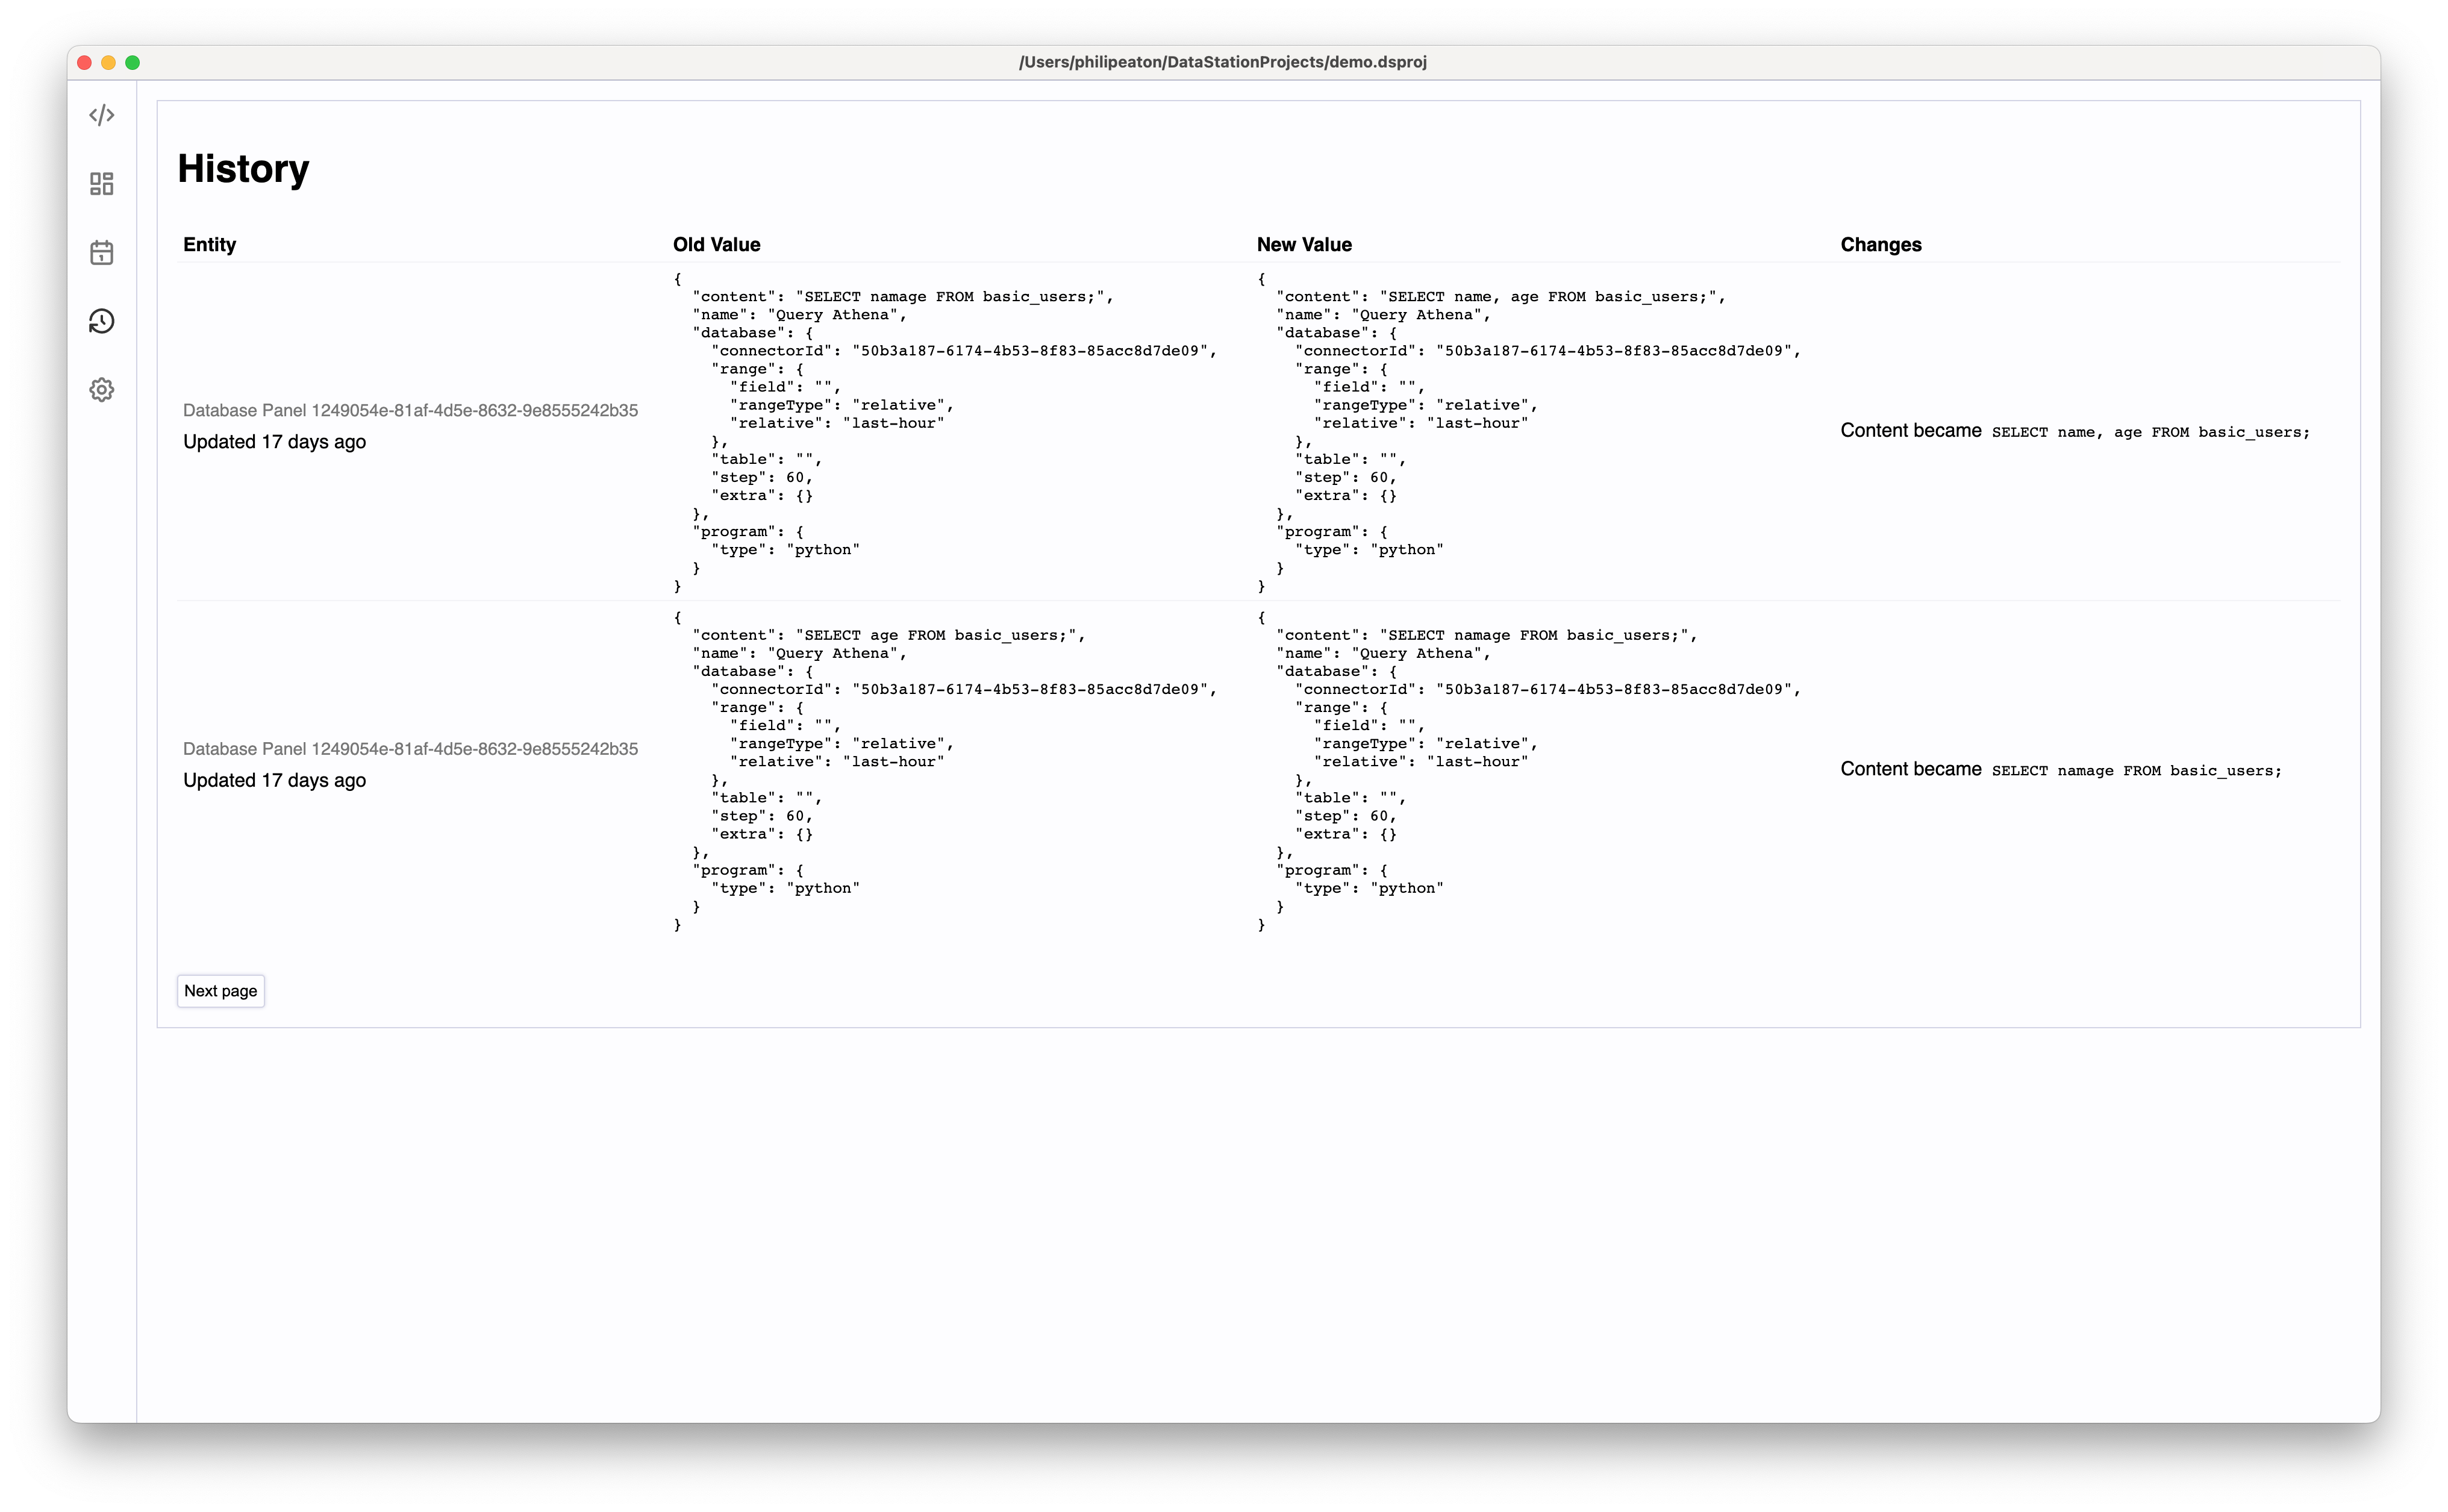 /Users/philipeaton/DataStationProjects/demo.dsproj
History
Entity
Old Value
New Value
Changes
Database Panel 1249054e-81af-4d5e-8632-9e8555242b35
Updated 17 days ago
{
  "content": "SELECT namage FROM basic_users;",
  "name": "Query Athena",
  "database": {
    "connectorId": "50b3a187-6174-4b53-8f83-85acc8d7de09",
    "range": {
      "field": "",
      "rangeType": "relative",
      "relative": "last-hour"
    },
    "table": "",
    "step": 60,
    "extra": {}
  },
  "program": {
    "type": "python"
  }
}
{
  "content": "SELECT name, age FROM basic_users;",
  "name": "Query Athena",
  "database": {
    "connectorId": "50b3a187-6174-4b53-8f83-85acc8d7de09",
    "range": {
      "field": "",
      "rangeType": "relative",
      "relative": "last-hour"
    },
    "table": "",
    "step": 60,
    "extra": {}
  },
  "program": {
    "type": "python"
  }
}
Content became SELECT name, age FROM basic_users;
Database Panel 1249054e-81af-4d5e-8632-9e8555242b35
Updated 17 days ago
{
  "content": "SELECT age FROM basic_users;",
  "name": "Query Athena",
  "database": {
    "connectorId": "50b3a187-6174-4b53-8f83-85acc8d7de09",
    "range": {
      "field": "",
      "rangeType": "relative",
      "relative": "last-hour"
    },
    "table": "",
    "step": 60,
    "extra": {}
  },
  "program": {
    "type": "python"
  }
}
{
  "content": "SELECT namage FROM basic_users;",
  "name": "Query Athena",
  "database": {
    "connectorId": "50b3a187-6174-4b53-8f83-85acc8d7de09",
    "range": {
      "field": "",
      "rangeType": "relative",
      "relative": "last-hour"
    },
    "table": "",
    "step": 60,
    "extra": {}
  },
  "program": {
    "type": "python"
  }
}
Content became SELECT namage FROM basic_users;
Next page